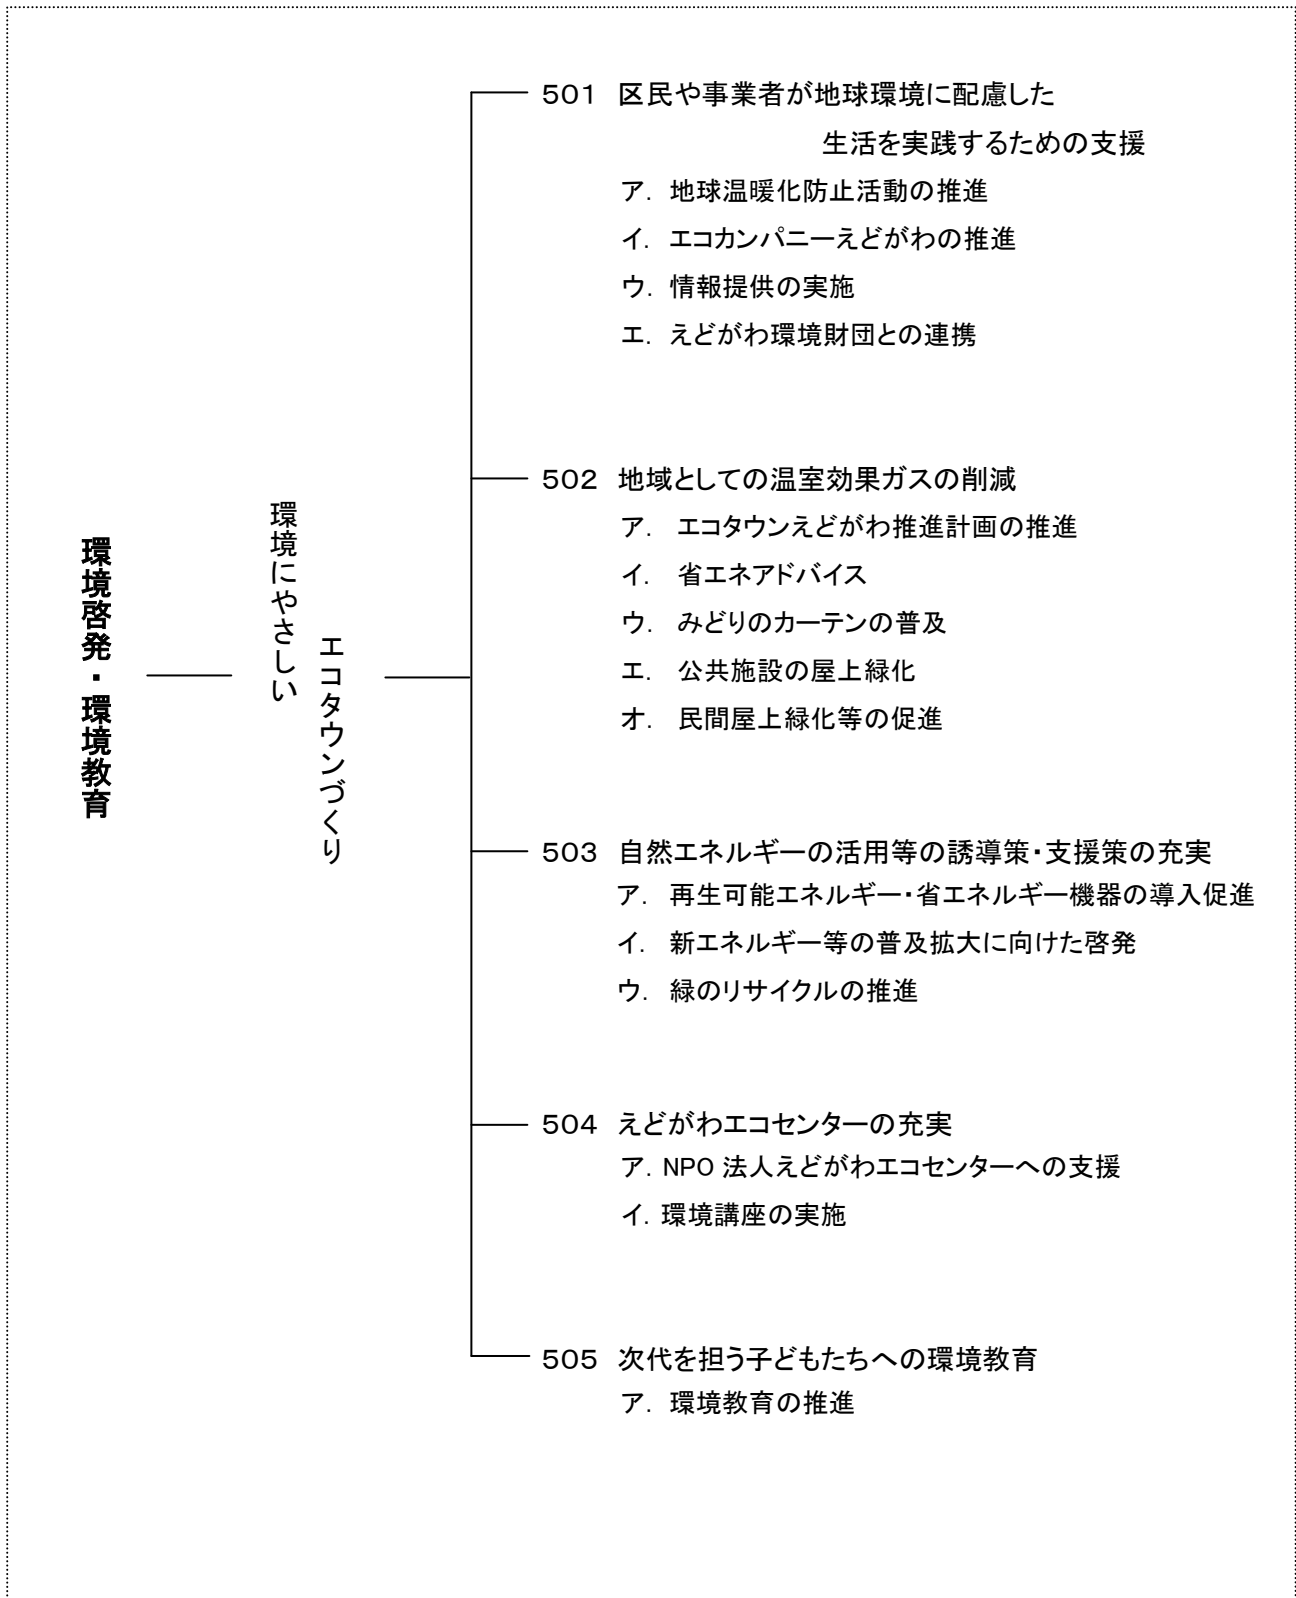 環境啓発・環境教育
環境にやさしい
エコタウンづくり
501 区民や事業者が地球環境に配慮した
生活を実践するための支援
ア. 地球温暖化防止活動の推進
イ. エコカンパニーえどがわの推進
ウ. 情報提供の実施
エ. えどがわ環境財団との連携
502 地域としての温室効果ガスの削減
ア. エコタウンえどがわ推進計画の推進
イ. 省エネアドバイス
ウ. みどりのカーテンの普及
エ. 公共施設の屋上緑化
オ. 民間屋上緑化等の促進
503 自然エネルギーの活用等の誘導策・支援策の充実
ア. 再生可能エネルギー・省エネルギー機器の導入促進
イ. 新エネルギー等の普及拡大に向けた啓発
ウ. 緑のリサイクルの推進
504 えどがわエコセンターの充実
ア. NPO 法人えどがわエコセンターへの支援
イ. 環境講座の実施
505 次代を担う子どもたちへの環境教育
ア. 環境教育の推進